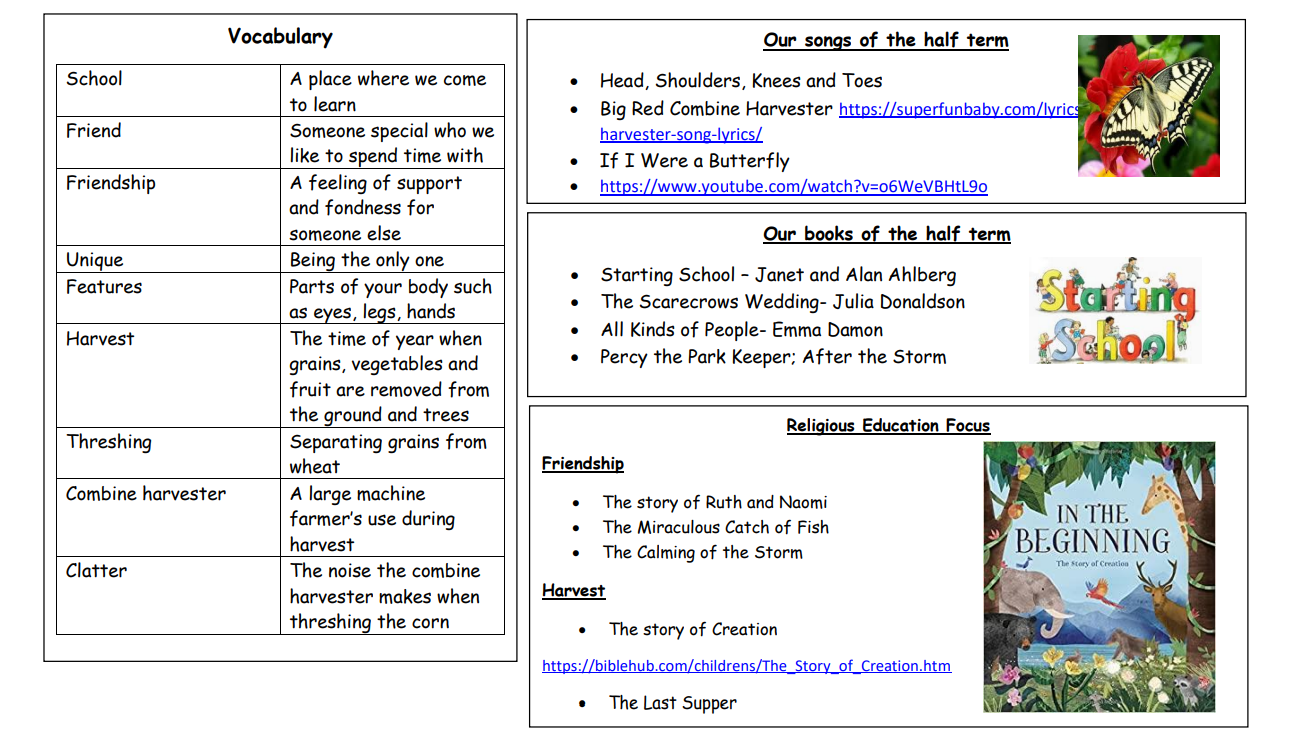 Vocabulary
School
A place where we come
to learn
Friend
Someone special who we
like to spend time with
Friendship
A feeling of support
and fondness for
someone else
Unique
Being the only one
Features
Parts of your body such
as eyes, legs, hands
Harvest
The time of year when
grains, vegetables and
fruit are removed from
the ground and trees
Threshing
Separating grains from
wheat
Combine harvester
A large machine
farmer's use during
harvest
Clatter
The noise the combine
harvester makes when
threshing the corn
Our songs of the half term
• Head, Shoulders, Knees and Toes
• Big Red Combine Harvester https://superfunbaby.com/lyrics
harvester-song-lyrics/
• If I Were a Butterfly
• https://www.youtube.com/watch?v=o6WeVBHtL9o
Our books of the half term
• Starting School – Janet and Alan Ahlberg
• The Scarecrows Wedding- Julia Donaldson
• All Kinds of People- Emma Damon
• Percy the Park Keeper; After the Storm
Starting
School
Religious Education Focus
Friendship
• The story of Ruth and Naomi
• The Miraculous Catch of Fish
• The Calming of the Storm
Harvest
• The story of Creation
https://biblehub.com/childrens/The_Story_of_Creation.htm
• The Last Supper
IN THE
BEGINNING
The Story of Creation